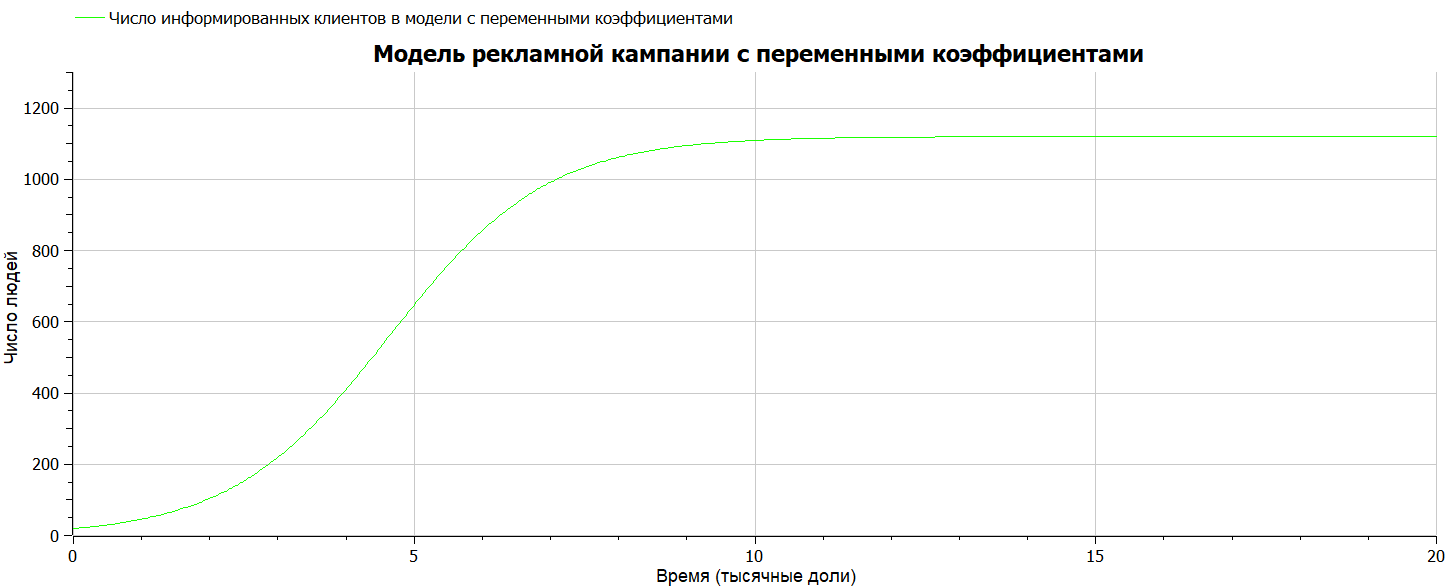 Число информированных клиентов в модели с переменными коэффициентами
Модель рекламной кампании с переменными коэффициентами
1200
1000
800
600
400
200
0
Число людей
0 5 10 15 20
Время (тысячные доли)